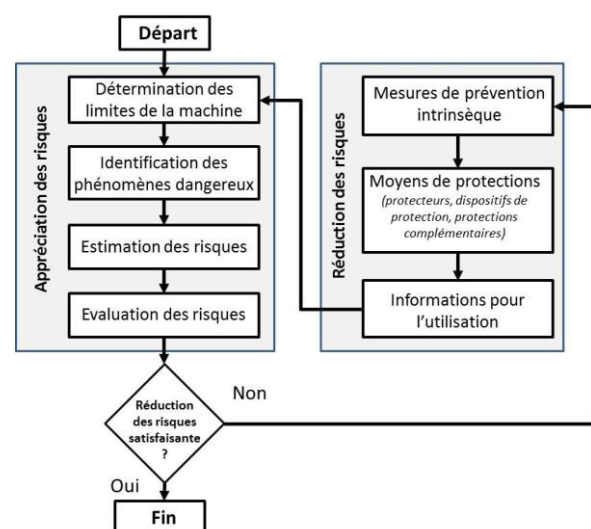 Départ
Appréciation des risques
Détermination des
limites de la machine
Identification des
phénomènes dangereux
Estimation des risques
Evaluation des risques
Réduction
des risques
satisfaisante
?
Non
Oui
Fin
Réduction des risques
Mesures de prévention
intrinsèque
Moyens de protections
(protecteurs, dispositifs de
protection, protections
complémentaires)
Informations pour
l'utilisation